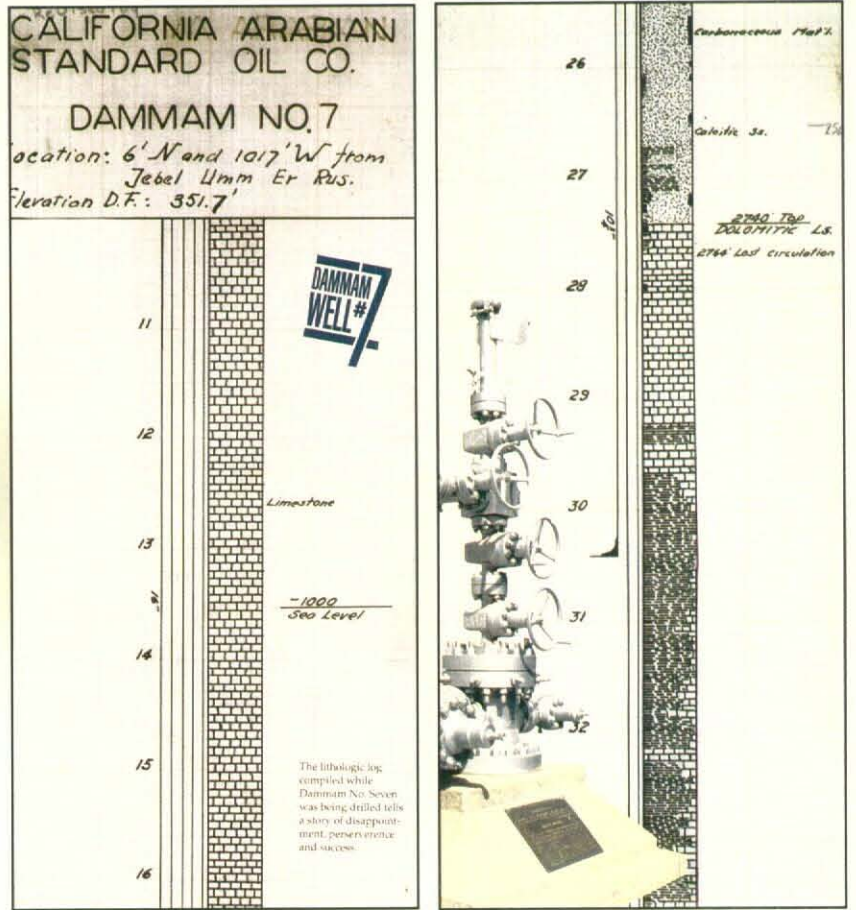 CALIFORNIA ARABIAN
STANDARD OIL CO.
DAMMAM NO. 7
ocation: 6' N and 1017' W from
Jebel Umm Er Rus.
Elevation D.F.: 351.7'
DAMMAM
WELL #7
11
12
Limestone
13
-1000
Sea Level
14
15
16
The lithologic log
compiled while
Dammam No. Seven
was being drilled tells
a story of disappoint-
ment, perseverence
and success.
Carbonaceous Mat'l.
26
Calcitic Ss.
27
2740' Top
DOLOMITIC Ls.
2764' Lost Circulation
28
29
30
31
32